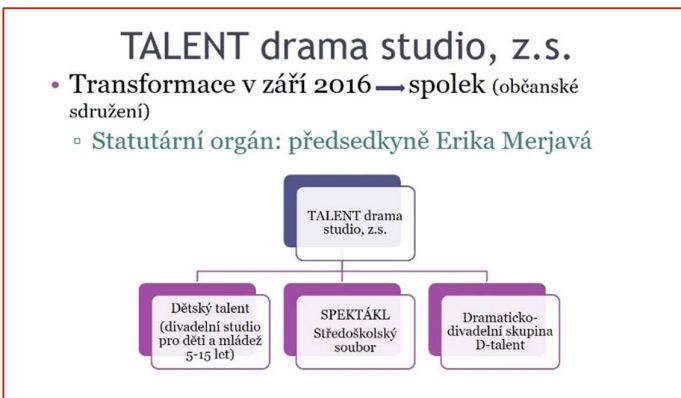 TALENT drama studio, z.s.
• Transformace v září 2016 → spolek (občanské
sdružení)
▫ Statutární orgán: předsedkyně Erika Merjavá
TALENT drama
studio, z.s.
Dětský talent
(divadelní studio
pro děti a mládež
5-15 let)
SPEKTÁKL
Středoškolský
soubor
Dramaticko-
divadelní skupina
D-talent